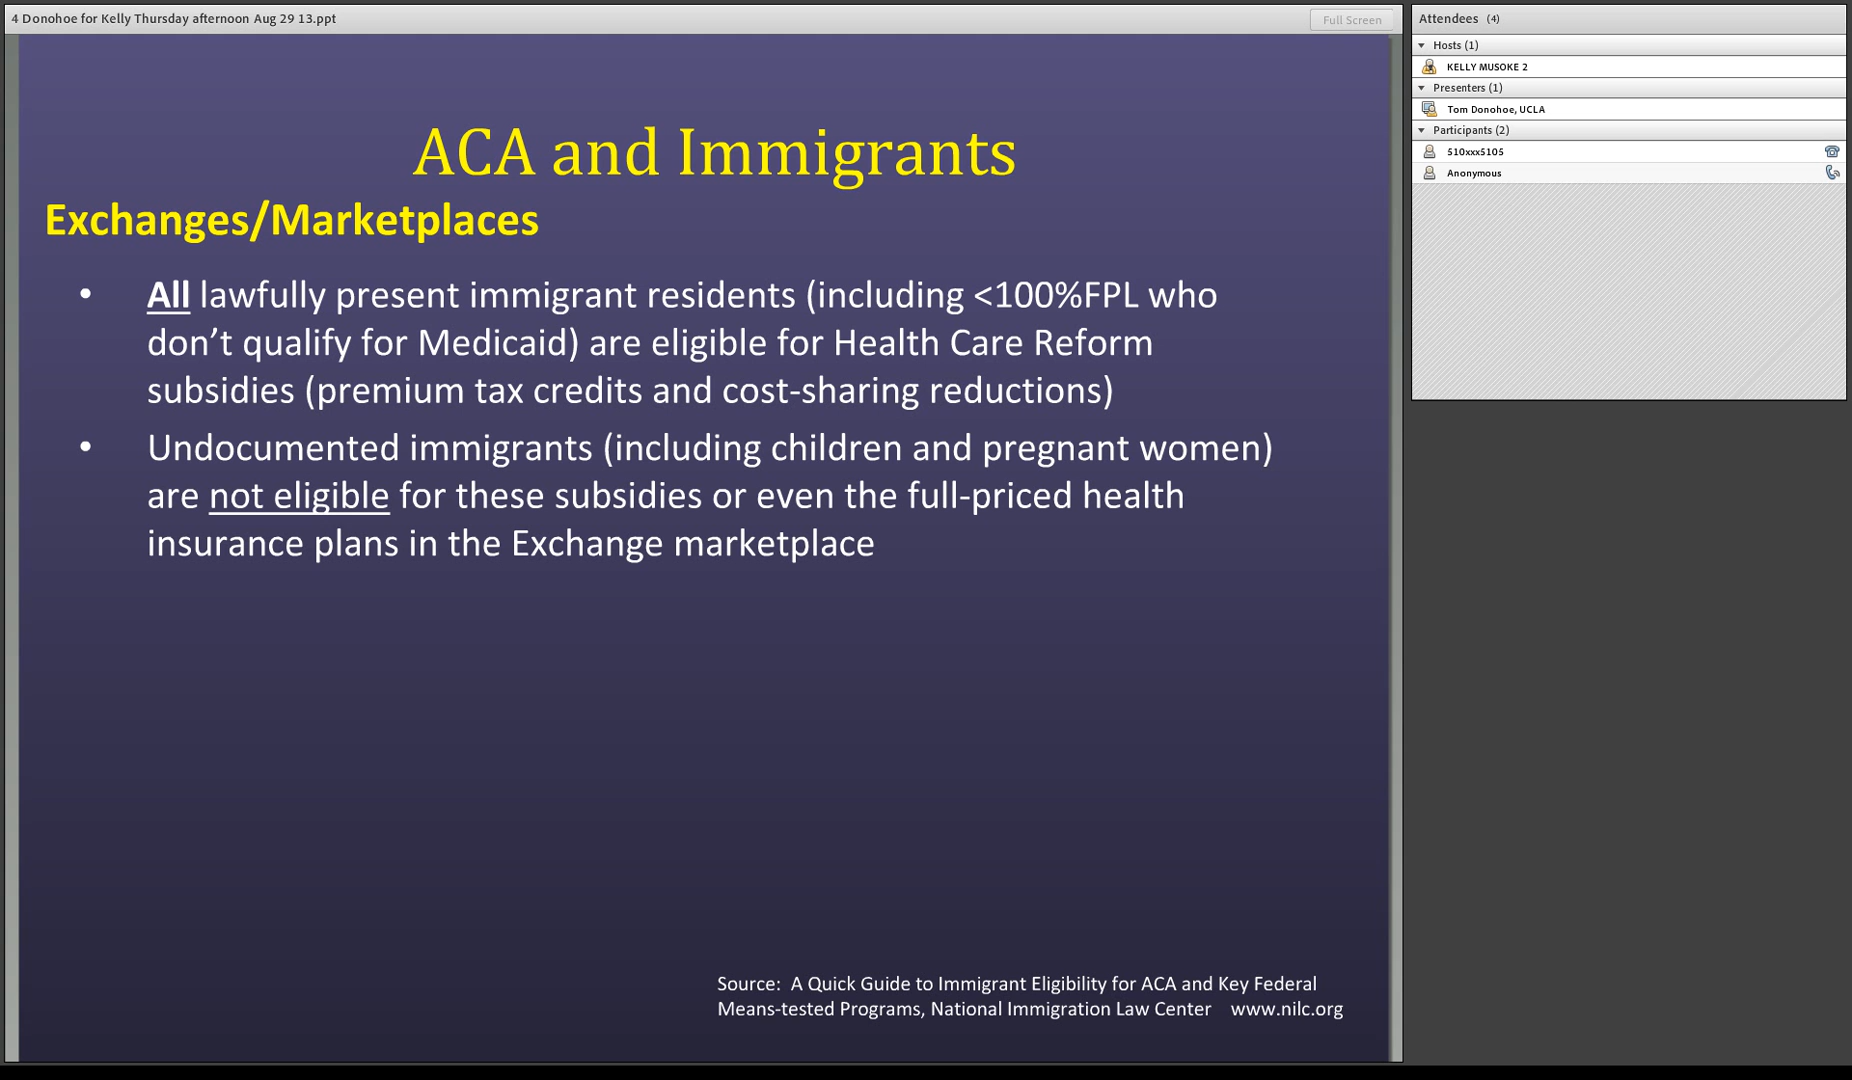 4 Donohoe for Kelly Thursday afternoon Aug 29 13.ppt
Full Screen
ACA and Immigrants
Exchanges/Marketplaces
• All lawfully present immigrant residents (including <100%FPL who
don’t qualify for Medicaid) are eligible for Health Care Reform
subsidies (premium tax credits and cost-sharing reductions)
• Undocumented immigrants (including children and pregnant women)
are not eligible for these subsidies or even the full-priced health
insurance plans in the Exchange marketplace
Source: A Quick Guide to Immigrant Eligibility for ACA and Key Federal
Means-tested Programs, National Immigration Law Center www.nilc.org
Attendees (4)
Hosts (1)
KELLY MUSOKE 2
Presenters (1)
Tom Donohoe, UCLA
Participants (2)
510xxx5105
Anonymous